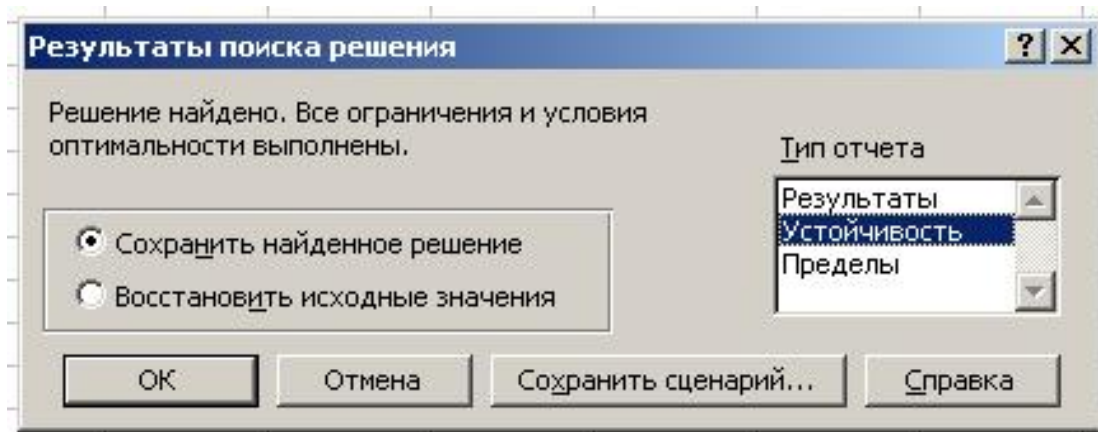 Результаты поиска решения
Решение найдено. Все ограничения и условия
оптимальности выполнены.
Тип отчета
Результаты
Устойчивость
Пределы
Сохранить найденное решение
Восстановить исходные значения
ОК
Отмена
Сохранить сценарий...
Справка